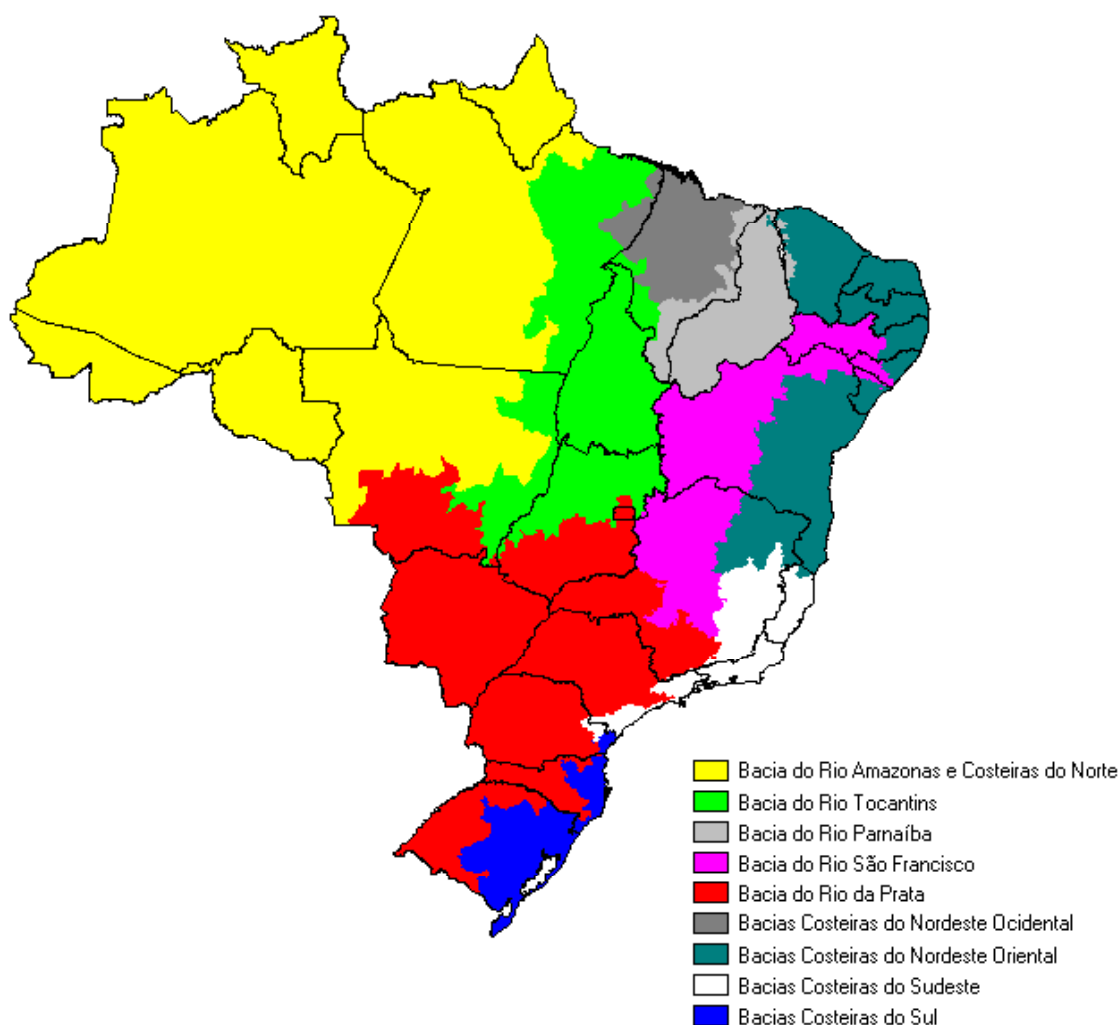 Bacia do Rio Amazonas e Costeiras do Norte
Bacia do Rio Tocantins
Bacia do Rio Parnaíba
Bacia do Rio São Francisco
Bacia do Rio da Prata
Bacias Costeiras do Nordeste Ocidental
Bacias Costeiras do Nordeste Oriental
Bacias Costeiras do Sudeste
Bacias Costeiras do Sul